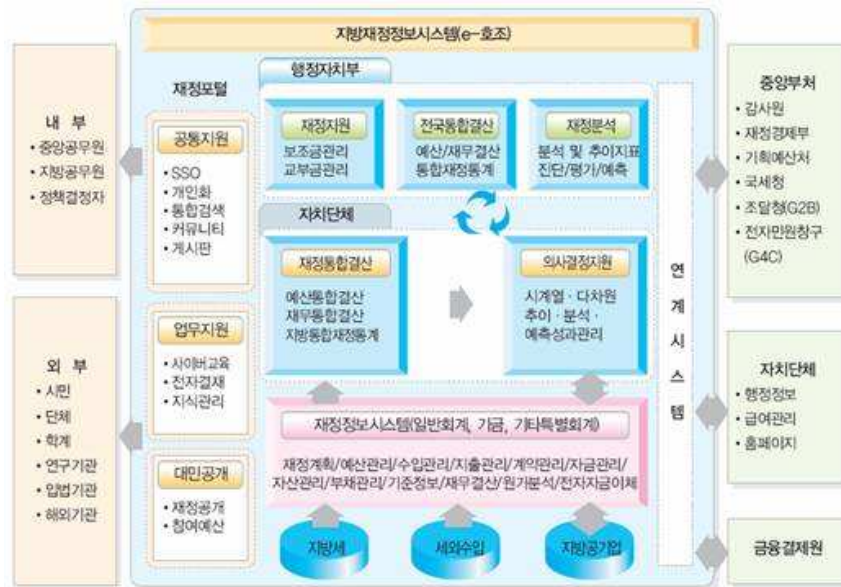 지방재정정보시스템(e-호조)
내 부
• 중앙공무원
• 지방공무원
• 정책결정자
외 부
• 시민
• 단체
• 학계
• 연구기관
• 입법기관
• 해외기관
재정포털
공통지원
• SSO
• 개인화
• 통합검색
• 커뮤니티
• 게시판
업무지원
• 사이버교육
• 전자결재
• 지식관리
대민공개
• 재정공개
• 참여예산
행정자치부
재정지원
보조금관리
교부금관리
전국통합결산
예산/재무결산
통합재정통계
재정분석
분석 및 추이지표
진단/평가/예측
자치단체
재정통합결산
예산통합결산
재무통합결산
지방통합재정통계
의사결정지원
시계열 · 다차원
추이 · 분석 ·
예측성과관리
재정정보시스템(일반회계, 기금, 기타특별회계)
재정계획/예산관리/수입관리/지출관리/계약관리/자금관리/
자산관리/부채관리/기준정보/재무결산/원가분석/전자자금이체
지방세
세외수입
지방공기업
연
계
시
스
템
중앙부처
• 감사원
• 재정경제부
• 기획예산처
• 국세청
• 조달청(G2B)
• 전자민원창구
(G4C)
자치단체
• 행정정보
• 급여관리
• 홈페이지
금융결제원